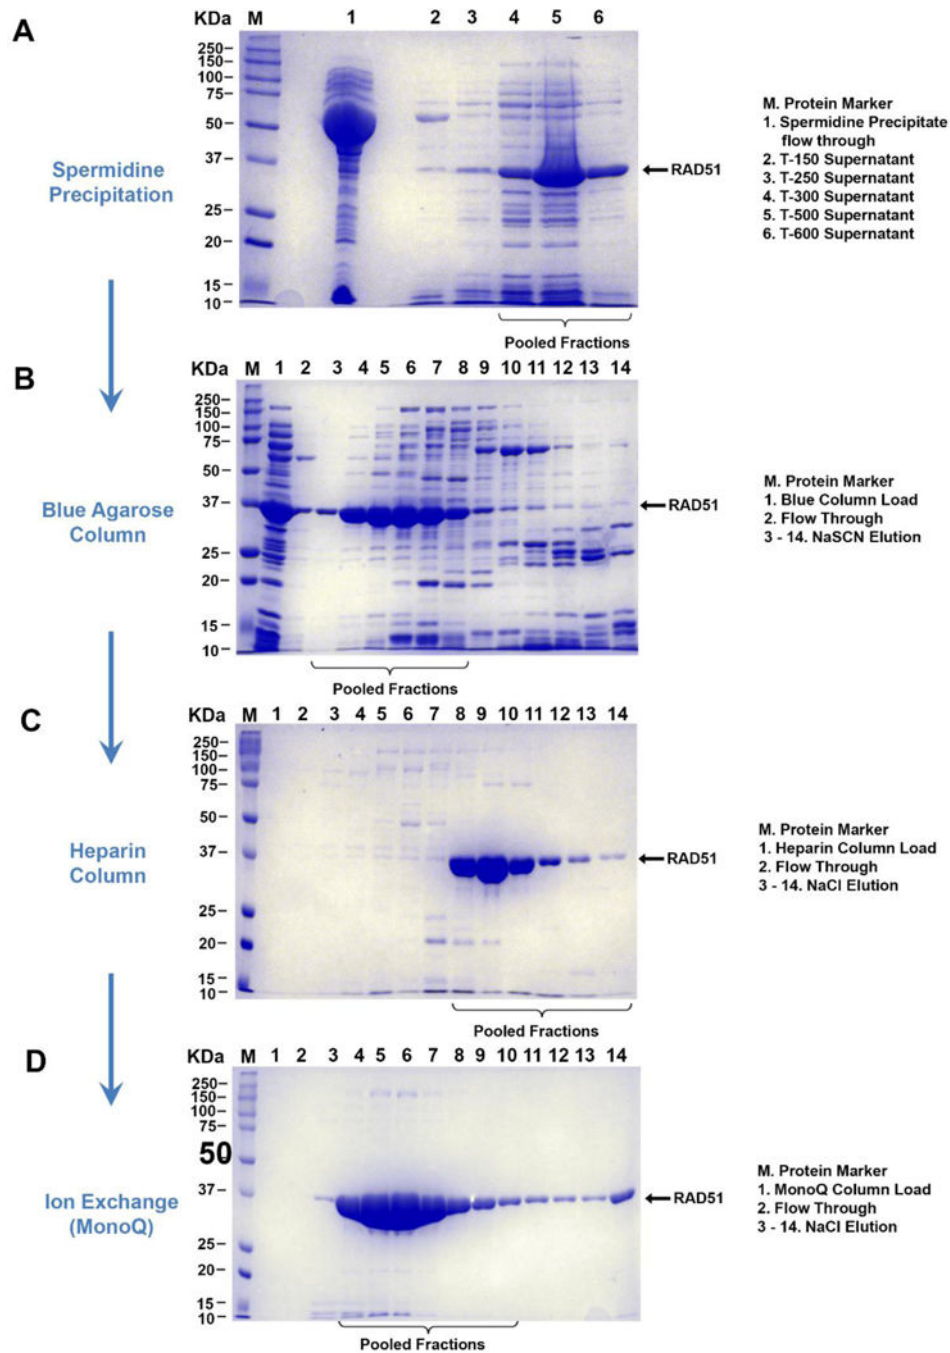 A
KDa M 1 2 3 4 5 6
250
150
100
75
50
37
25
20
15
10
RAD51
Spermidine
Precipitation
M. Protein Marker
1. Spermidine Precipitate
flow through
2. T-150 Supernatant
3. T-250 Supernatant
4. T-300 Supernatant
5. T-500 Supernatant
6. T-600 Supernatant
Pooled Fractions
B
KDa M 1 2 3 4 5 6 7 8 9 10 11 12 13 14
250
150
100
75
50
37
25
20
15
10
RAD51
Blue Agarose
Column
M. Protein Marker
1. Blue Column Load
2. Flow Through
3 - 14. NaSCN Elution
Pooled Fractions
C
KDa M 1 2 3 4 5 6 7 8 9 10 11 12 13 14
250
150
100
75
50
37
25
20
15
10
RAD51
Heparin
Column
M. Protein Marker
1. Heparin Column Load
2. Flow Through
3 - 14. NaCl Elution
Pooled Fractions
D
KDa M 1 2 3 4 5 6 7 8 9 10 11 12 13 14
250
150
100
75
50
37
25
20
15
10
RAD51
Ion Exchange
(MonoQ)
M. Protein Marker
1. MonoQ Column Load
2. Flow Through
3 - 14. NaCl Elution
Pooled Fractions